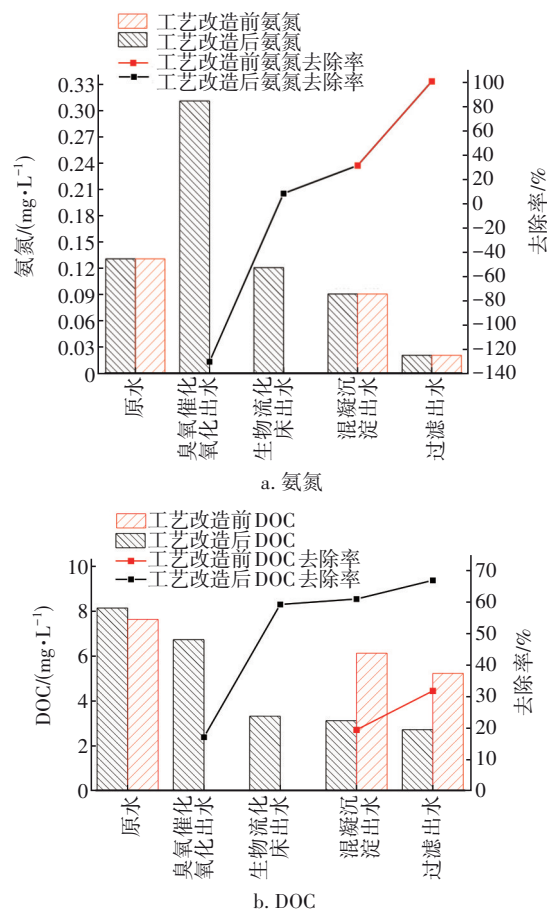 工艺改造前氨氮
工艺改造后氨氮
工艺改造前氨氮去除率
工艺改造后氨氮去除率
氨氮/(mg•L⁻¹)
0.33
0.30
0.27
0.24
0.21
0.18
0.15
0.12
0.09
0.06
0.03
0
100
80
60
40
20
0
−20
−40
−60
−80
−100
−120
−140
去除率/%
原水
臭氧催化
氧化出水
生物流化
床出水
混凝沉
淀出水
过滤出水
a. 氨氮
工艺改造前DOC
工艺改造后DOC
工艺改造前DOC去除率
工艺改造后DOC去除率
DOC/(mg•L⁻¹)
10
8
6
4
2
0
70
60
50
40
30
20
10
0
去除率/%
原水
臭氧催化
氧化出水
生物流化
床出水
混凝沉
淀出水
过滤出水
b. DOC